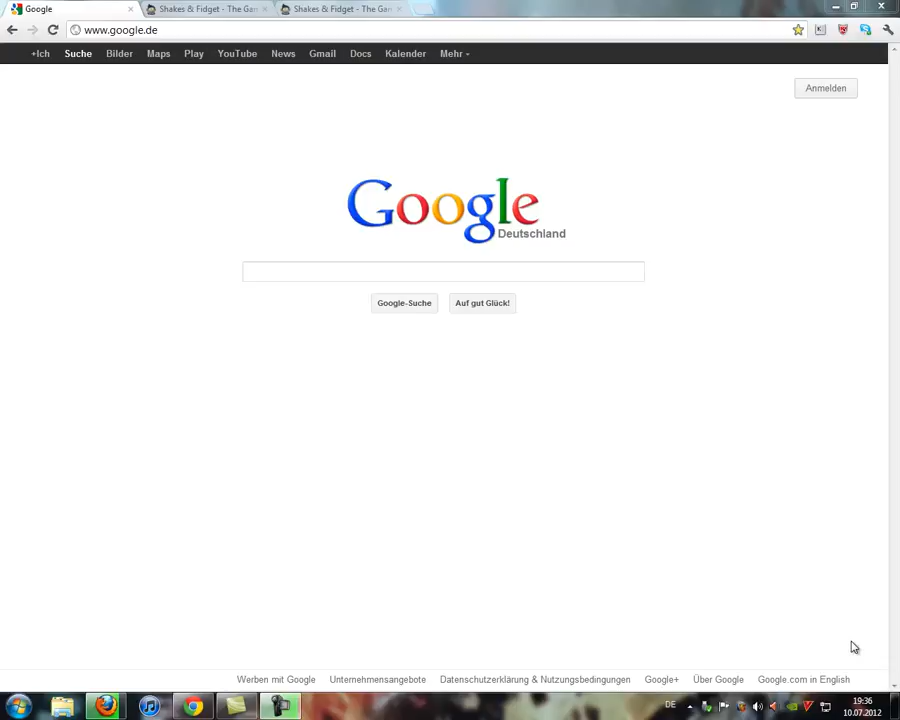 Google
Shakes & Fidget - The Gam
Shakes & Fidget - The Gam
www.google.de
+Ich Suche Bilder Maps Play YouTube News Gmail Docs Kalender Mehr
Anmelden
Google
Deutschland
Google-Suche Auf gut Glück!
Werben mit Google Unternehmensangebote Datenschutzerklärung & Nutzungsbedingungen Google+ Über Google Google.com in English
DE
19:36
10.07.2012